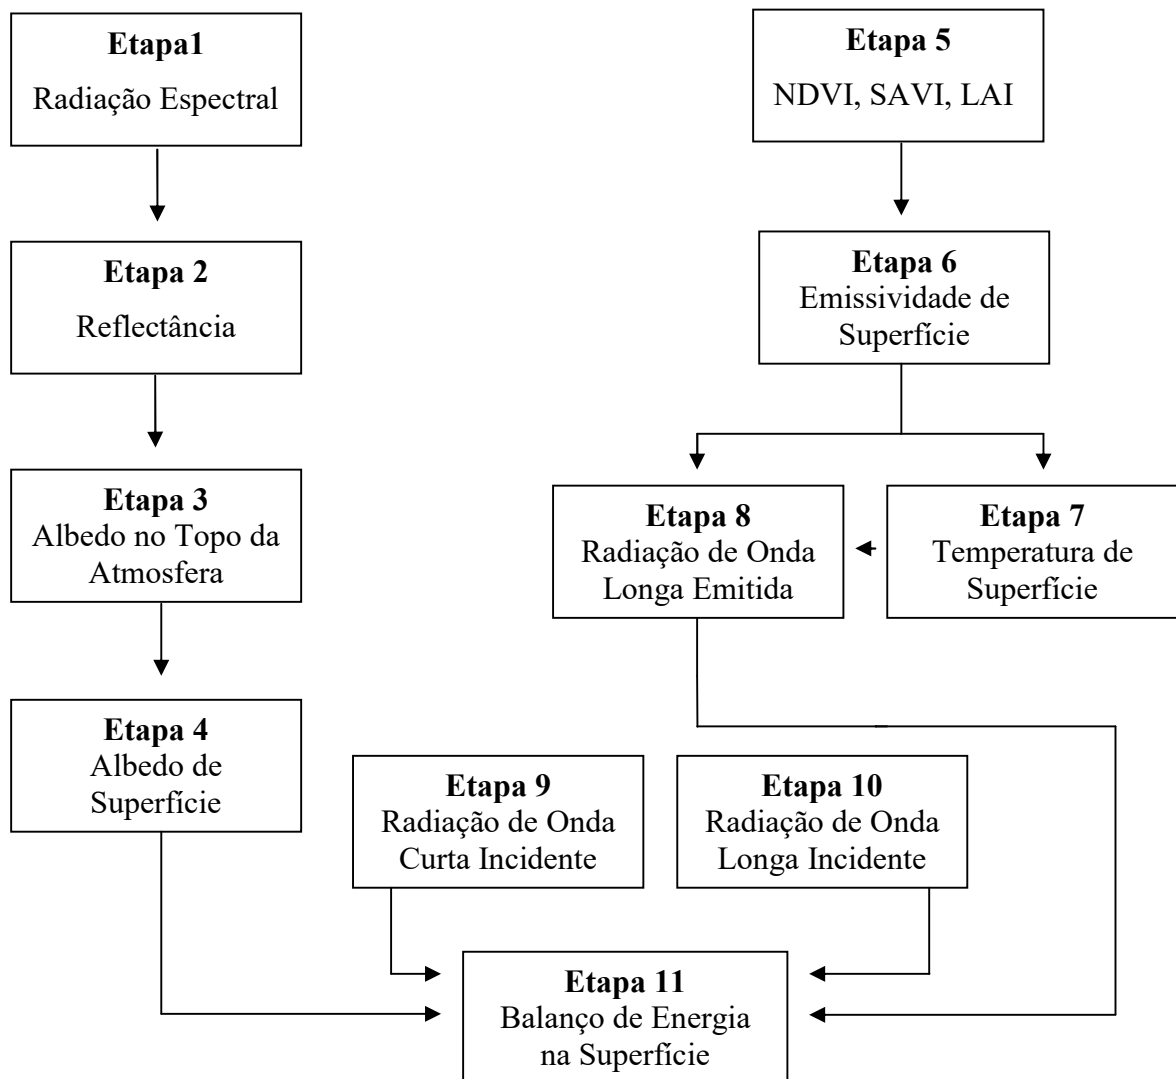 Etapa1
Radiação Espectral
Etapa 2
Reflectância
Etapa 3
Albedo no Topo da
Atmosfera
Etapa 4
Albedo de
Superfície
Etapa 5
NDVI, SAVI, LAI
Etapa 6
Emissividade de
Superfície
Etapa 8
Radiação de Onda
Longa Emitida
Etapa 7
Temperatura de
Superfície
Etapa 9
Radiação de Onda
Curta Incidente
Etapa 10
Radiação de Onda
Longa Incidente
Etapa 11
Balanço de Energia
na Superfície